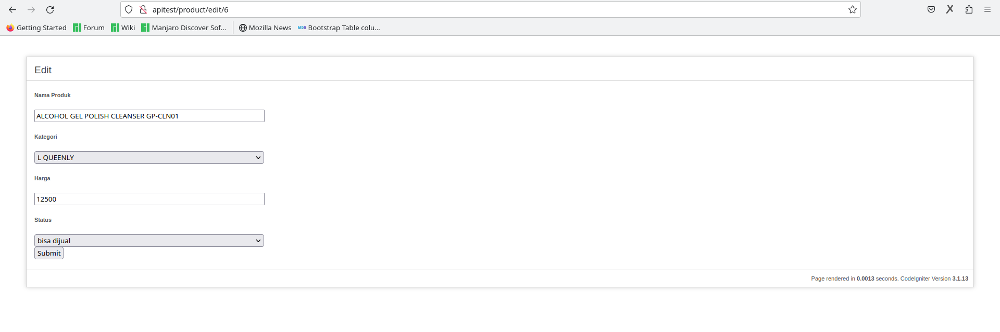 apitest/product/edit/6
Getting Started Forum Wiki Manjaro Discover Sof... Mozilla News MDB Bootstrap Table colu...
Edit
Nama Produk
ALCOHOL GEL POLISH CLEANSER GP-CLN01
Kategori
L QUEENLY
Harga
12500
Status
bisa dijual
Submit
Page rendered in 0.0013 seconds. CodeIgniter Version 3.1.13